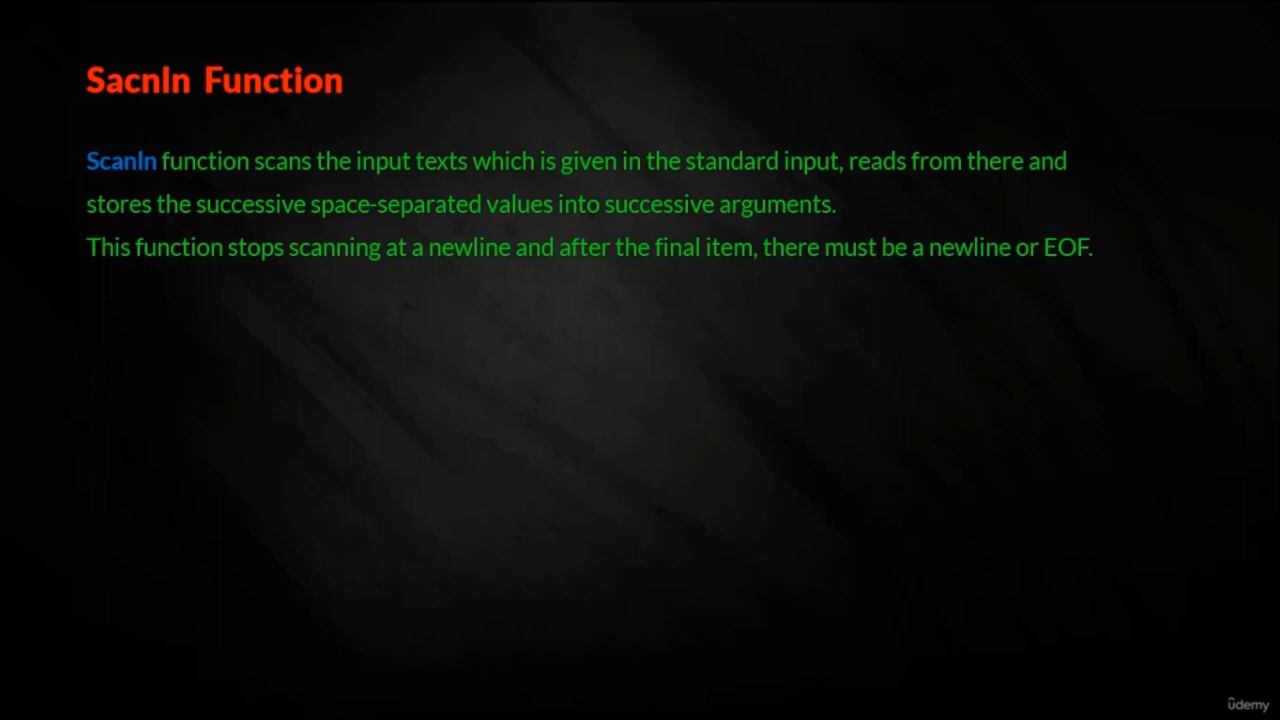 Sacnln Function
Scanln function scans the input texts which is given in the standard input, reads from there and
stores the successive space-separated values into successive arguments.
This function stops scanning at a newline and after the final item, there must be a newline or EOF.
ûdemy